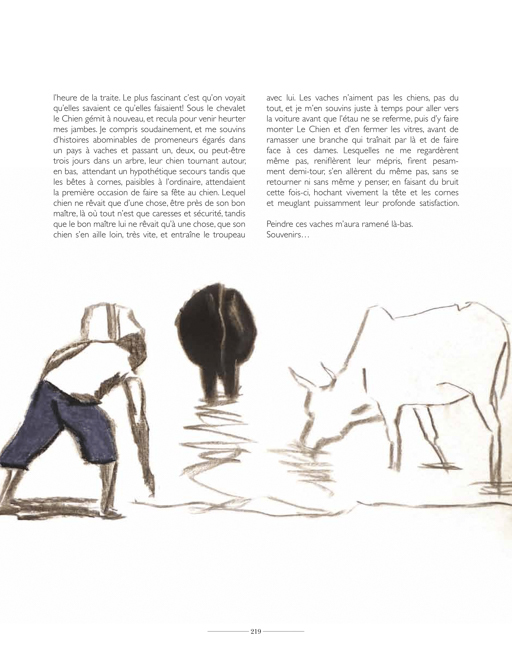 l'heure de la traite. Le plus fascinant c'est qu'on voyait
qu'elles savaient ce qu'elles faisaient! Sous le chevalet
le Chien gémit à nouveau, et recula pour venir heurter
mes jambes. Je compris soudainement, et me souvins
d'histoires abominables de promeneurs égarés dans
un pays à vaches et passant un, deux, ou peut-être
trois jours dans un arbre, leur chien tournant autour,
en bas, attendant un hypothétique secours tandis que
les bêtes à cornes, paisibles à l'ordinaire, attendaient
la première occasion de faire sa fête au chien. Lequel
chien ne rêvait que d'une chose, être près de son bon
maître, là où tout n'est que caresses et sécurité, tandis
que le bon maître lui ne rêvait qu'à une chose, que son
chien s'en aille loin, très vite, et entraîne le troupeau
avec lui. Les vaches n'aiment pas les chiens, pas du
tout, et je m'en souvins juste à temps pour aller vers
la voiture avant que l'étau ne se referme, puis d'y faire
monter Le Chien et d'en fermer les vitres, avant de
ramasser une branche qui traînait par là et de faire
face à ces dames. Lesquelles ne me regardèrent
même pas, reniflèrent leur mépris, firent pesam-
ment demi-tour, s'en allèrent du même pas, sans se
retourner ni sans même y penser, en faisant du bruit
cette fois-ci, hochant vivement la tête et les cornes
et meuglant puissamment leur profonde satisfaction.
Peindre ces vaches m'aura ramené là-bas.
Souvenirs…
219